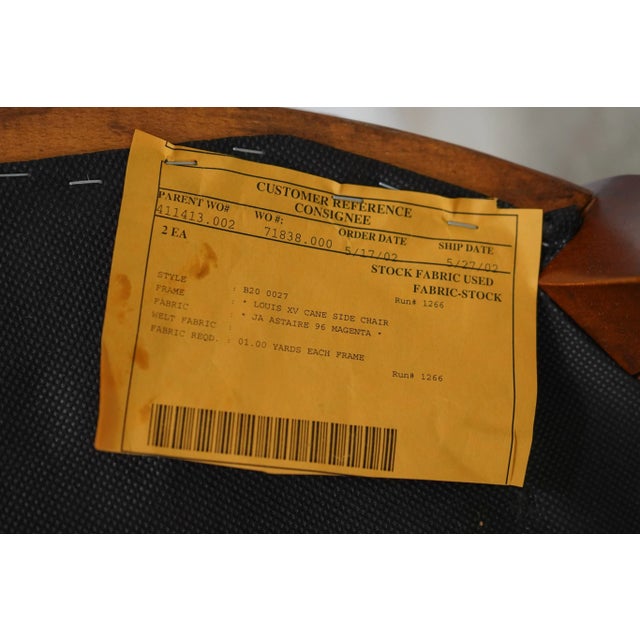 CUSTOMER REFERENCE
CONSIGNEE
PARENT WO# WO #: ORDER DATE SHIP DATE
411413.002 71838.000 5/17/02 5/22/02
2 EA STOCK FABRIC USED
FABRIC-STOCK
STYLE : B20 0027 Run# 1266
FRAME : " LOUIS XV CANE SIDE CHAIR
FABRIC : " JA ASTAIRE 96 MAGENTA "
WELT FABRIC :
FABRIC REQD. : 01.00 YARDS EACH FRAME
Run# 1266